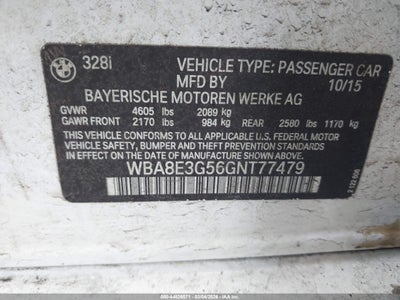 328i
VEHICLE TYPE: PASSENGER CAR
MFD BY 10/15
BAYERISCHE MOTOREN WERKE AG
GVWR 4605 lbs 2089 kg
GAWR FRONT 2170 lbs 984 kg REAR 2580 lbs 1170 kg
THIS VEHICLE CONFORMS TO ALL APPLICABLE U.S. FEDERAL MOTOR
VEHICLE SAFETY, BUMPER, AND THEFT PREVENTION STANDARDS
IN EFFECT ON THE DATE OF MANUFACTURE SHOWN ABOVE.
WBA8E3G56GNT77479